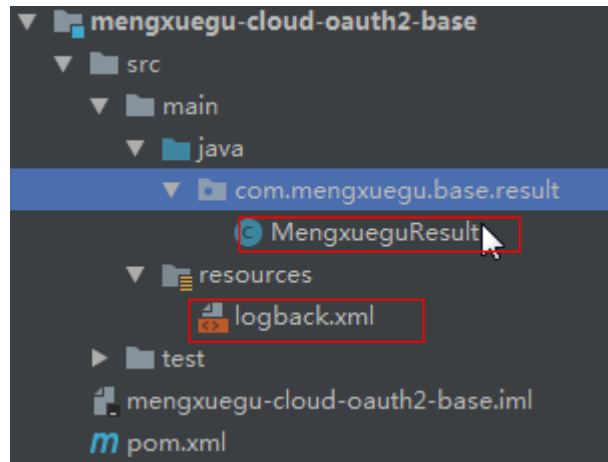 mengxuegu-cloud-oauth2-base
src
main
java
com.mengxuegu.base.result
MengxueguResult
resources
logback.xml
test
mengxuegu-cloud-oauth2-base.iml
pom.xml